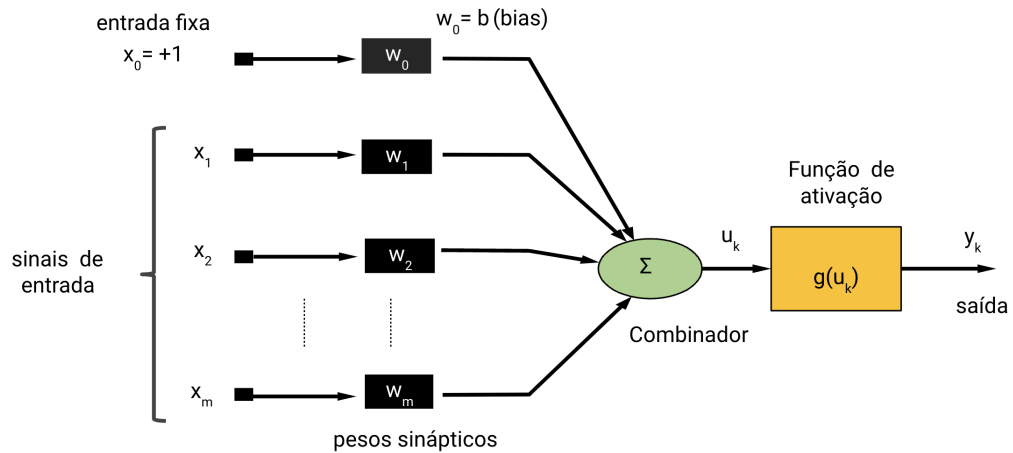 entrada fixa
x₀= +1
w₀= b (bias)
w₀
x₁
w₁
x₂
w₂
sinais de
entrada
xₘ
wₘ
pesos sinápticos
Σ
Combinador
uₖ
Função de
ativação
g(uₖ)
yₖ
saída